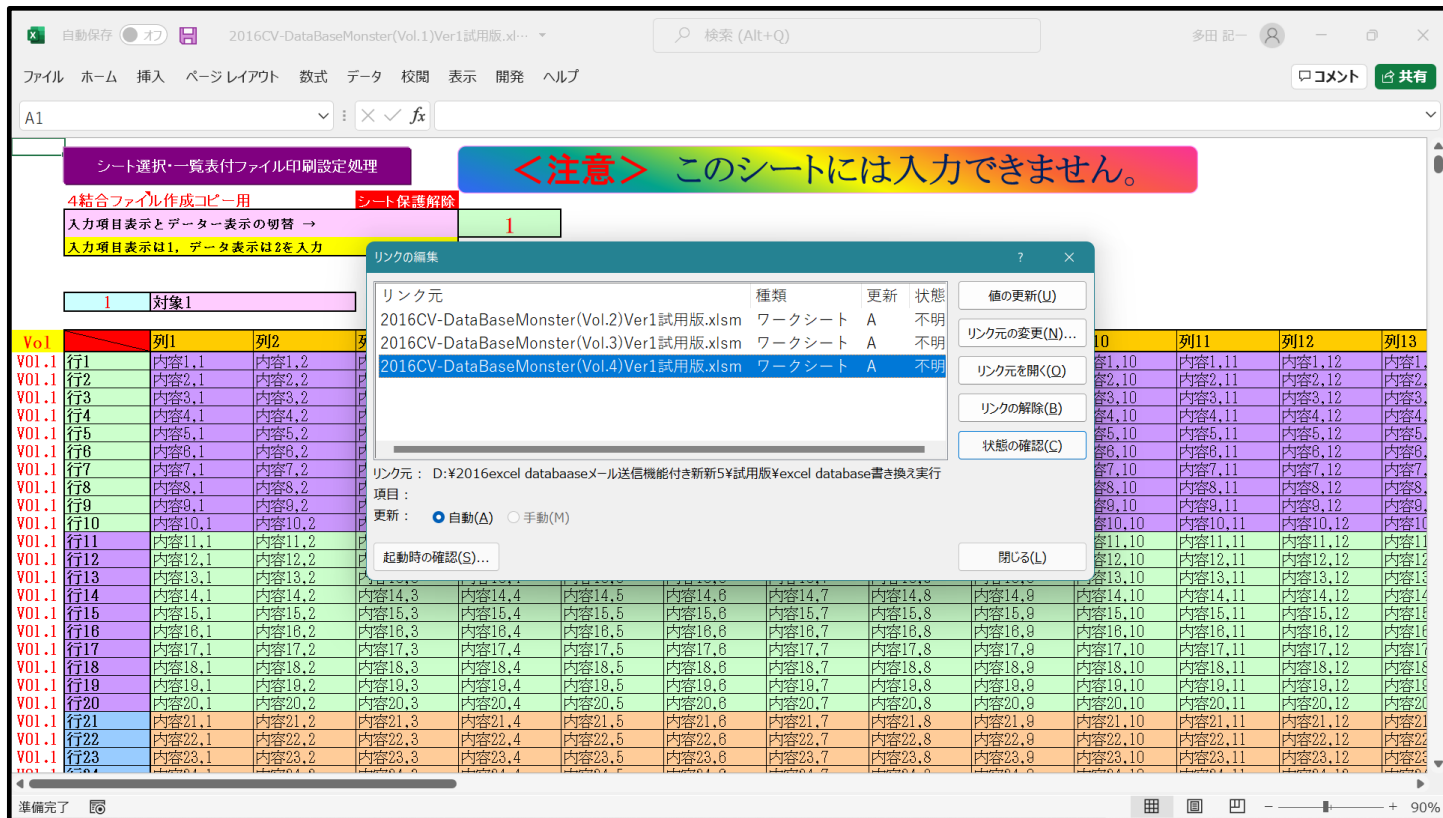 自動保存 オフ 2016CV-DataBaseMonster(Vol.1)Ver1試用版.xl… 検索 (Alt+Q) 多田 記一
ファイル ホーム 挿入 ページ レイアウト 数式 データ 校閲 表示 開発 ヘルプ コメント 共有
A1 fx
シート選択・一覧表付ファイル印刷設定処理 <注意> このシートには入力できません。
4結合ファイル作成コピー用 シート保護解除
入力項目表示とデーター表示の切替 → 1
入力項目表示は1，データ表示は2を入力
リンクの編集 ? ×
リンク元 種類 更新 状態
2016CV-DataBaseMonster(Vol.2)Ver1試用版.xlsm ワークシート A 不明
2016CV-DataBaseMonster(Vol.3)Ver1試用版.xlsm ワークシート A 不明
2016CV-DataBaseMonster(Vol.4)Ver1試用版.xlsm ワークシート A 不明
値の更新(U)
リンク元の変更(N)...
リンク元を開く(O)
リンクの解除(B)
状態の確認(C)
リンク元： D:¥2016excel databaaseメール送信機能付き新新5¥試用版¥excel database書き換え実行
項目：
更新： 自動(A) 手動(M)
起動時の確認(S)... 閉じる(L)
1 対象1
Vol 列1 列2 列11 列12 列13
VOl.1 行1 内容1,1 内容1,2 内容1,11 内容1,12
VOl.1 行2 内容2,1 内容2,2 内容2,11 内容2,12
VOl.1 行3 内容3,1 内容3,2 内容3,11 内容3,12
VOl.1 行4 内容4,1 内容4,2 内容4,11 内容4,12
VOl.1 行5 内容5,1 内容5,2 内容5,11 内容5,12
VOl.1 行6 内容6,1 内容6,2 内容6,11 内容6,12
VOl.1 行7 内容7,1 内容7,2 内容7,11 内容7,12
VOl.1 行8 内容8,1 内容8,2 内容8,11 内容8,12
VOl.1 行9 内容9,1 内容9,2 内容9,11 内容9,12
VOl.1 行10 内容10,1 内容10,2 内容10,11 内容10,12
VOl.1 行11 内容11,1 内容11,2 内容11,11 内容11,12
VOl.1 行12 内容12,1 内容12,2 内容12,11 内容12,12
VOl.1 行13 内容13,1 内容13,2 内容13,10 内容13,11 内容13,12
VOl.1 行14 内容14,1 内容14,2 内容14,3 内容14,4 内容14,5 内容14,6 内容14,7 内容14,8 内容14,9 内容14,10 内容14,11 内容14,12
VOl.1 行15 内容15,1 内容15,2 内容15,3 内容15,4 内容15,5 内容15,6 内容15,7 内容15,8 内容15,9 内容15,10 内容15,11 内容15,12
VOl.1 行16 内容16,1 内容16,2 内容16,3 内容16,4 内容16,5 内容16,6 内容16,7 内容16,8 内容16,9 内容16,10 内容16,11 内容16,12
VOl.1 行17 内容17,1 内容17,2 内容17,3 内容17,4 内容17,5 内容17,6 内容17,7 内容17,8 内容17,9 内容17,10 内容17,11 内容17,12
VOl.1 行18 内容18,1 内容18,2 内容18,3 内容18,4 内容18,5 内容18,6 内容18,7 内容18,8 内容18,9 内容18,10 内容18,11 内容18,12
VOl.1 行19 内容19,1 内容19,2 内容19,3 内容19,4 内容19,5 内容19,6 内容19,7 内容19,8 内容19,9 内容19,10 内容19,11 内容19,12
VOl.1 行20 内容20,1 内容20,2 内容20,3 内容20,4 内容20,5 内容20,6 内容20,7 内容20,8 内容20,9 内容20,10 内容20,11 内容20,12
VOl.1 行21 内容21,1 内容21,2 内容21,3 内容21,4 内容21,5 内容21,6 内容21,7 内容21,8 内容21,9 内容21,10 内容21,11 内容21,12
VOl.1 行22 内容22,1 内容22,2 内容22,3 内容22,4 内容22,5 内容22,6 内容22,7 内容22,8 内容22,9 内容22,10 内容22,11 内容22,12
VOl.1 行23 内容23,1 内容23,2 内容23,3 内容23,4 内容23,5 内容23,6 内容23,7 内容23,8 内容23,9 内容23,10 内容23,11 内容23,12
準備完了 90%